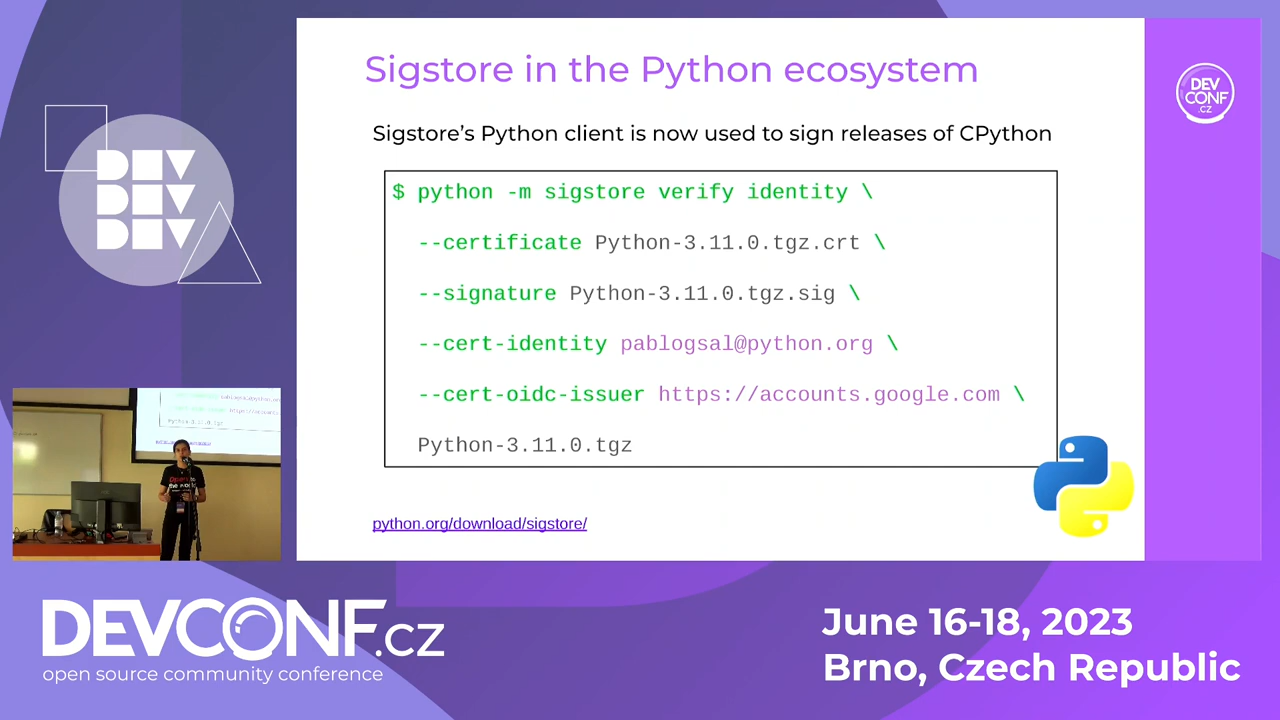 Sigstore in the Python ecosystem
DEV
CONF
.CZ
Sigstore's Python client is now used to sign releases of CPython
$ python -m sigstore verify identity \
--certificate Python-3.11.0.tgz.crt \
--signature Python-3.11.0.tgz.sig \
--cert-identity pablogsal@python.org \
--cert-oidc-issuer https://accounts.google.com \
Python-3.11.0.tgz
python.org/download/sigstore/
DEV
DEV
DEV
DEVCONF.cz
open source community conference
June 16-18, 2023
Brno, Czech Republic